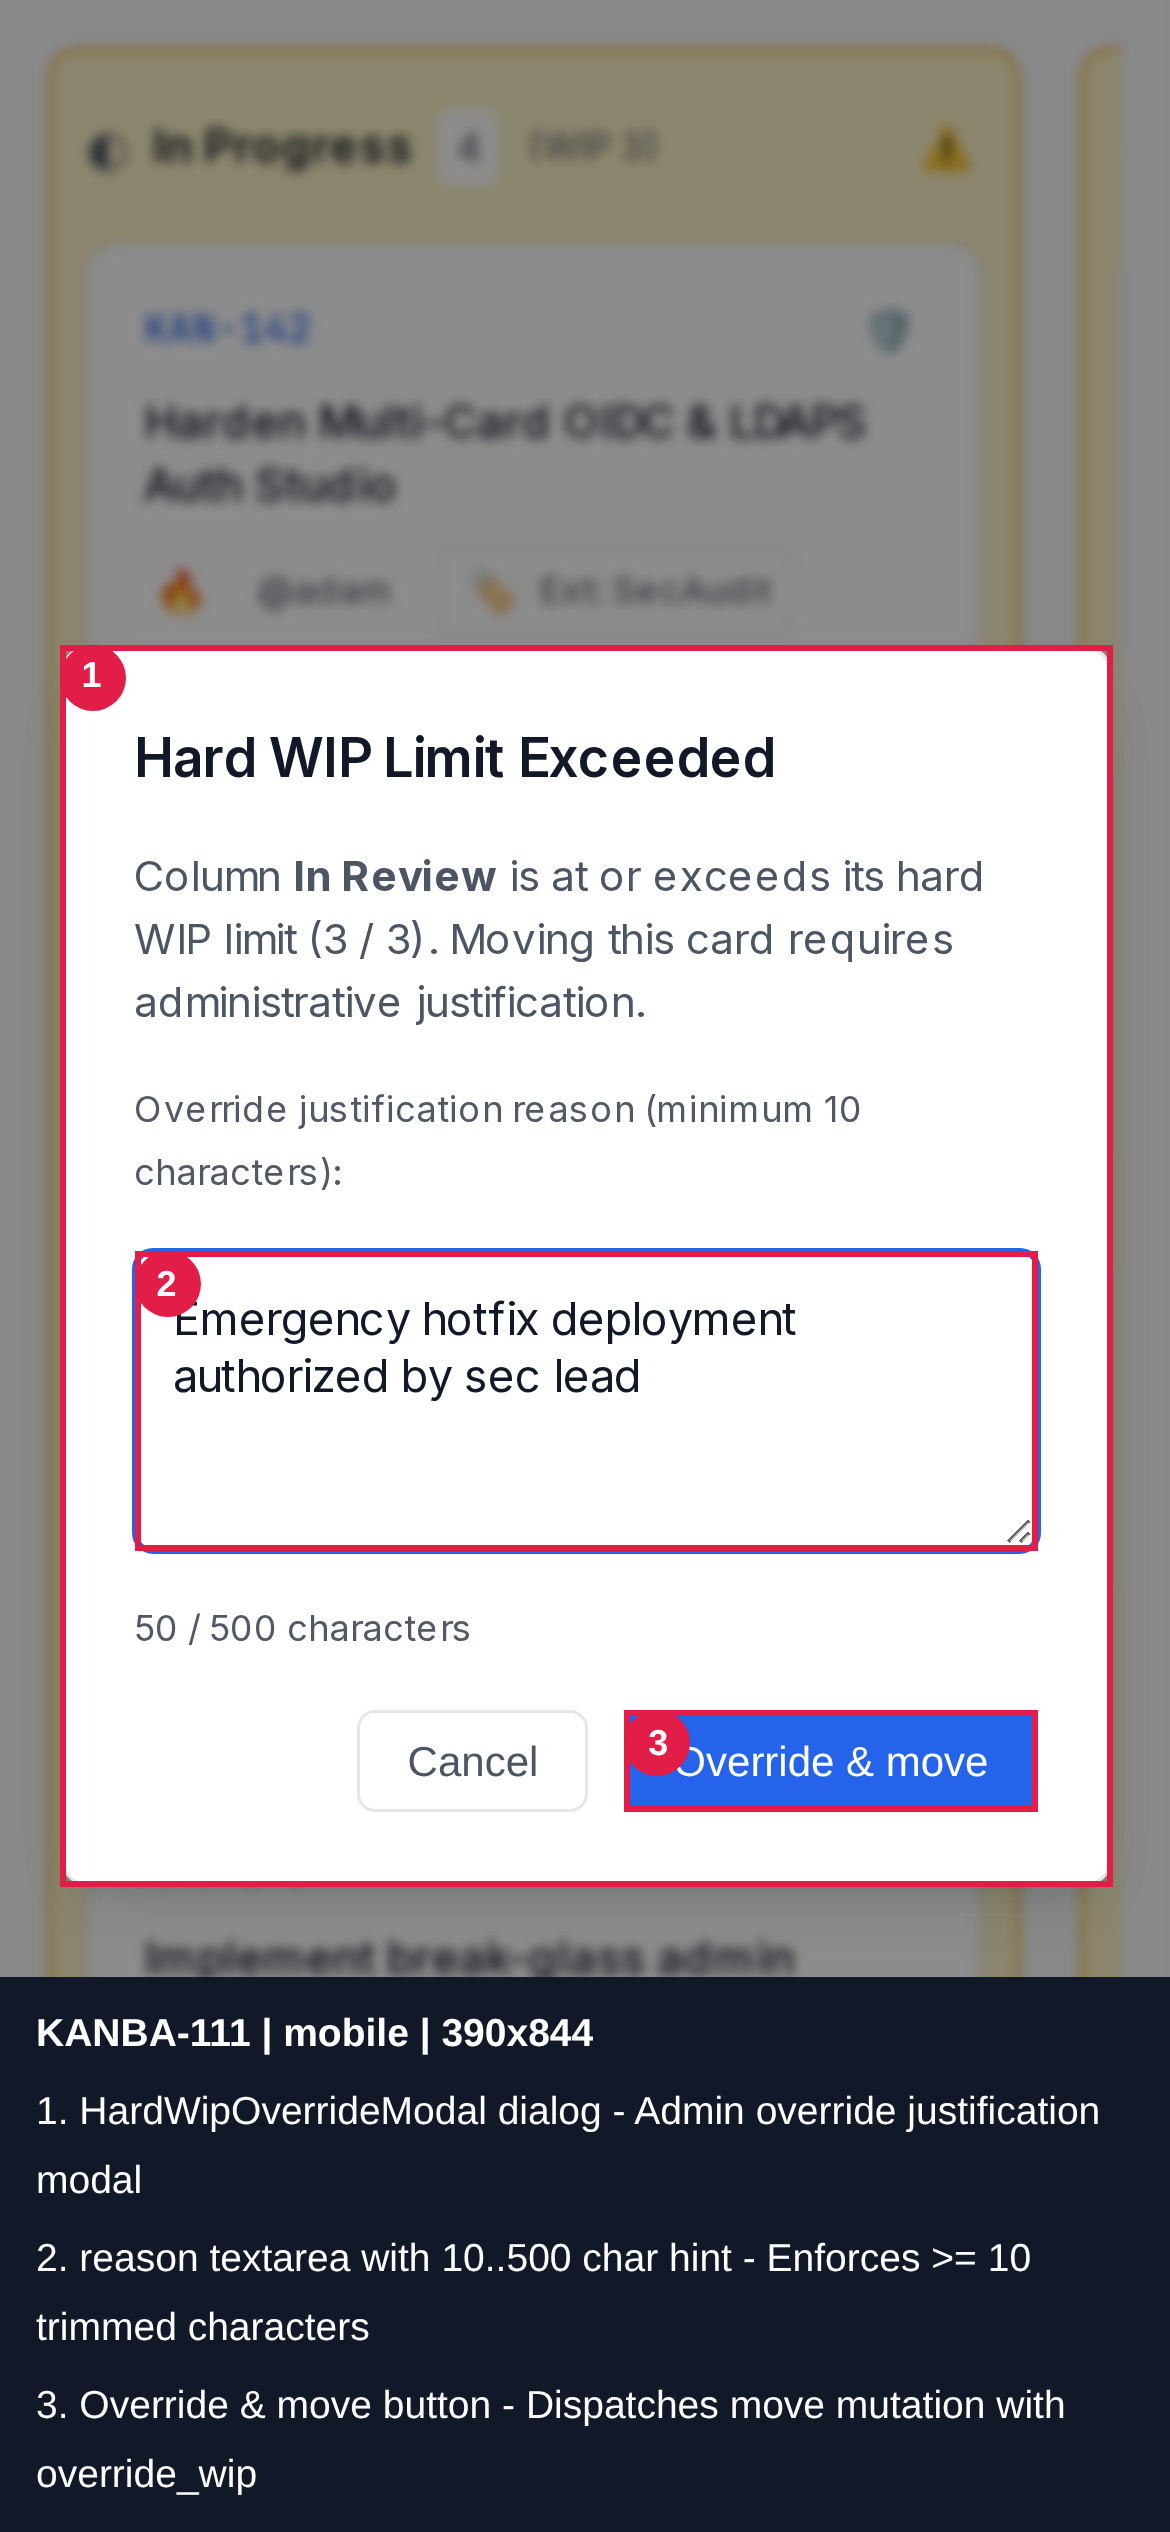 In Progress 4 (WIP 3)
KAN-142
Harden Multi-Card OIDC & LDAPS
Auth Studio
@adam Ext: SecAudit
1
Hard WIP Limit Exceeded
Column In Review is at or exceeds its hard
WIP limit (3 / 3). Moving this card requires
administrative justification.
Override justification reason (minimum 10
characters):
2
Emergency hotfix deployment
authorized by sec lead
50 / 500 characters
Cancel
3 Override & move
Implement break-glass admin
KANBA-111 | mobile | 390x844
1. HardWipOverrideModal dialog - Admin override justification
modal
2. reason textarea with 10..500 char hint - Enforces >= 10
trimmed characters
3. Override & move button - Dispatches move mutation with
override_wip